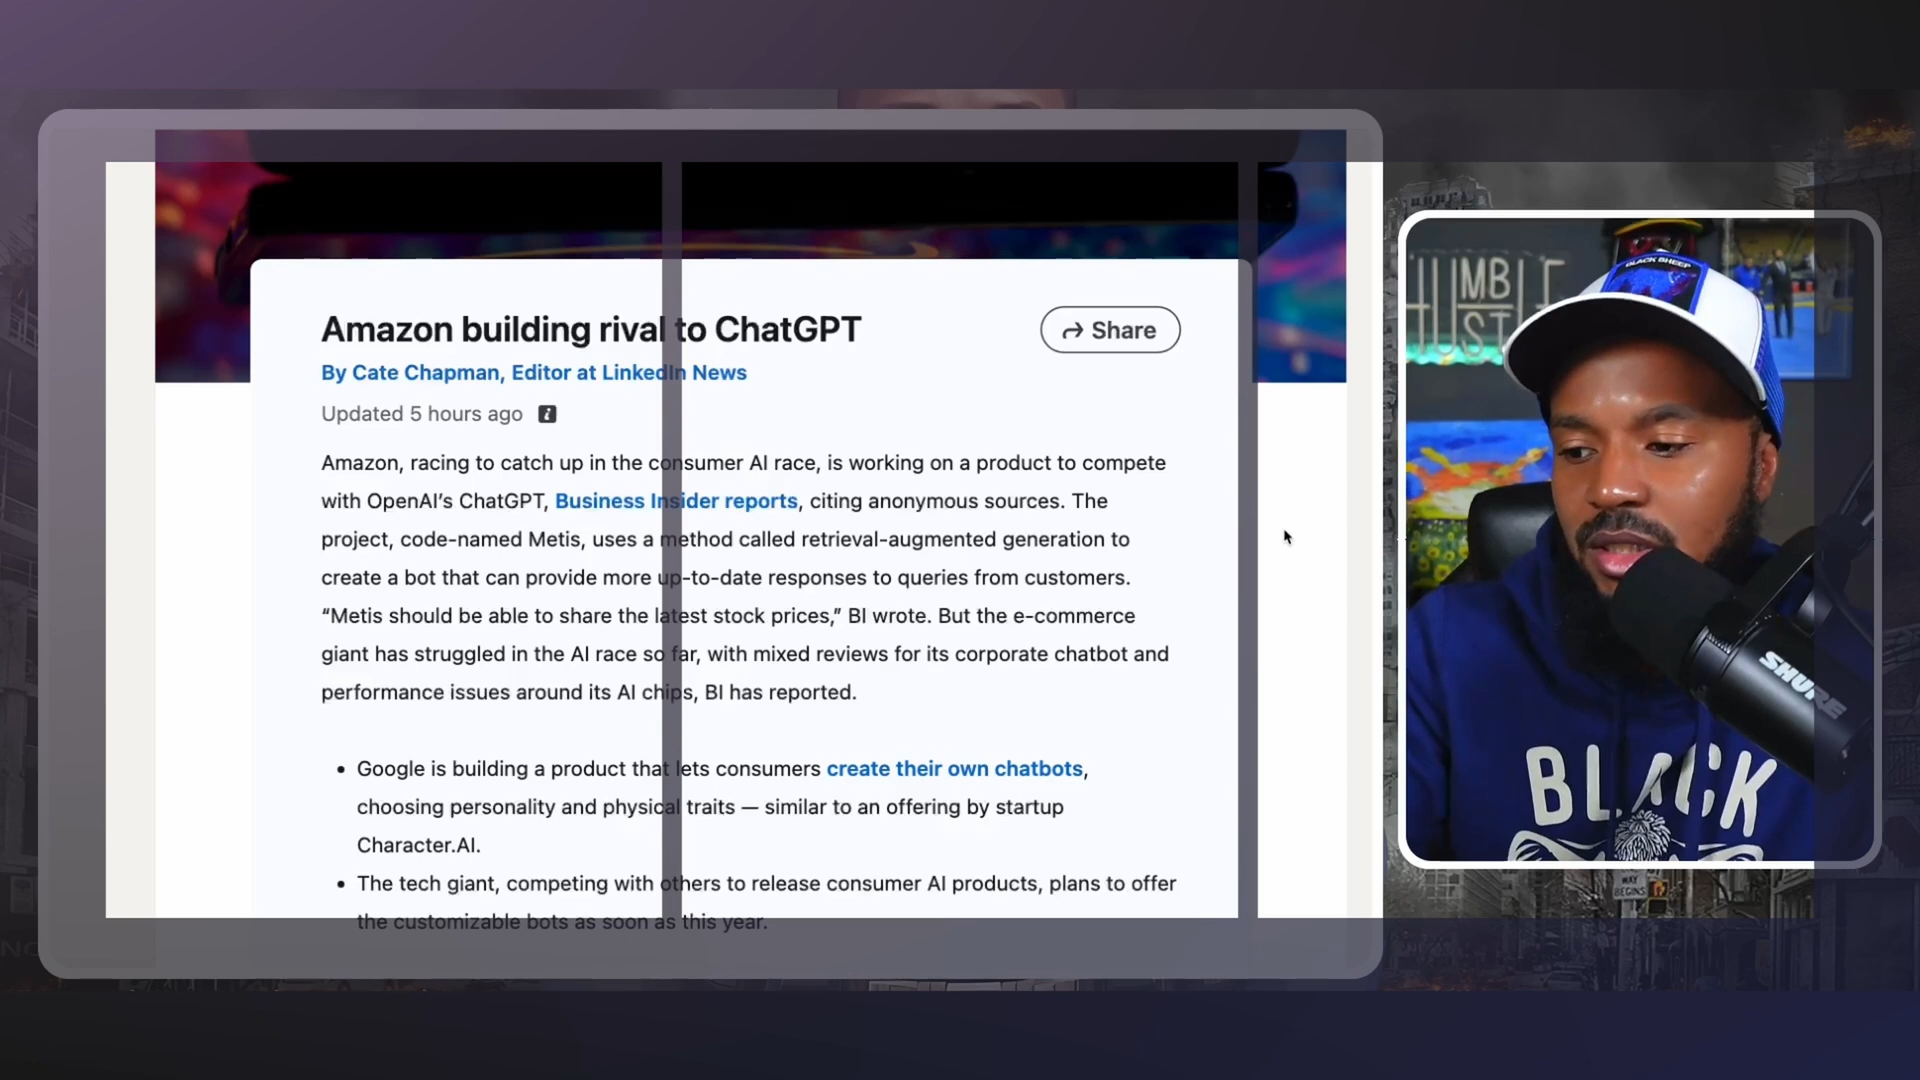 Amazon building rival to ChatGPT
Share
By Cate Chapman, Editor at LinkedIn News
Updated 5 hours ago
Amazon, racing to catch up in the consumer AI race, is working on a product to compete
with OpenAI’s ChatGPT, Business Insider reports, citing anonymous sources. The
project, code-named Metis, uses a method called retrieval-augmented generation to
create a bot that can provide more up-to-date responses to queries from customers.
“Metis should be able to share the latest stock prices,” BI wrote. But the e-commerce
giant has struggled in the AI race so far, with mixed reviews for its corporate chatbot and
performance issues around its AI chips, BI has reported.
• Google is building a product that lets consumers create their own chatbots,
choosing personality and physical traits — similar to an offering by startup
Character.AI.
• The tech giant, competing with others to release consumer AI products, plans to offer
the customizable bots as soon as this year.
BLACK SHEEP
HUMBLE
ST
SHURE
BLACK
WAY
BEGINS